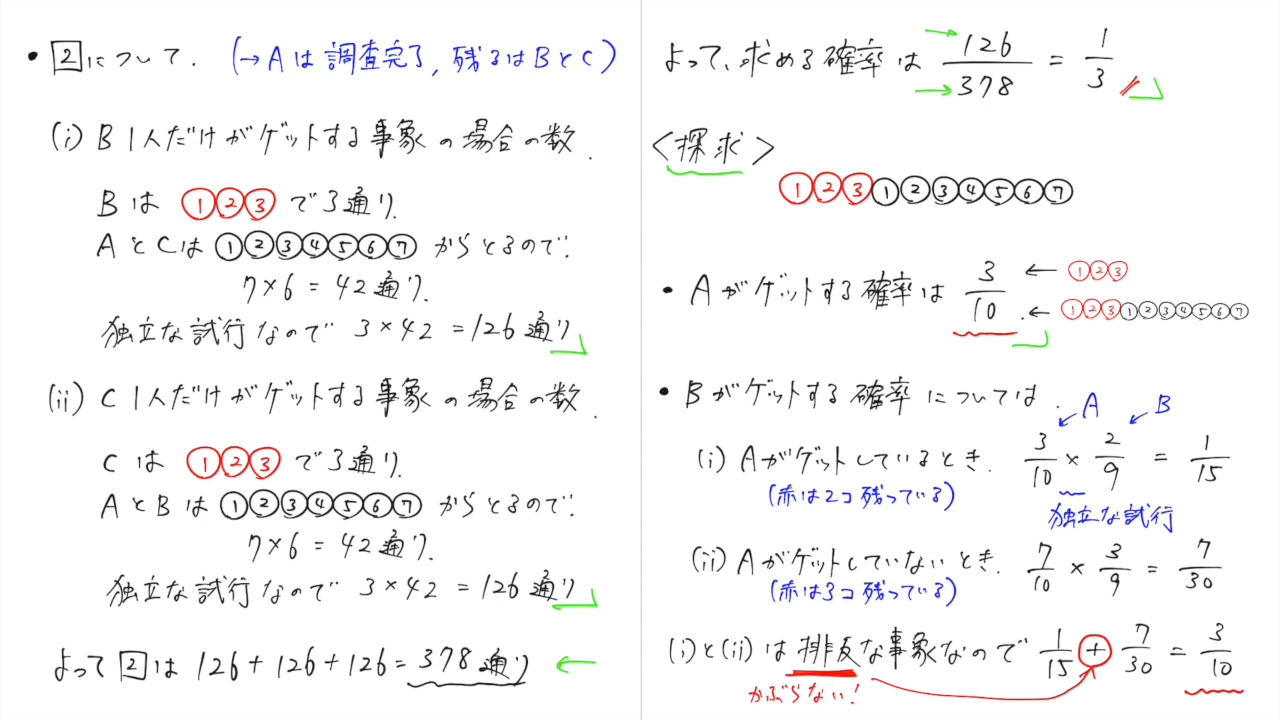 ・2について. (→Aは調査完了, 残るはBとC)
(i) B1人だけがゲットする事象の場合の数.
Bは ①②③ で3通り.
AとCは ①②③④⑤⑥⑦ からとるので.
7×6 = 42通り.
独立な試行なので 3×42 = 126通り
(ii) C1人だけがゲットする事象の場合の数.
Cは ①②③ で3通り.
AとBは ①②③④⑤⑥⑦ からとるので.
7×6 = 42通り.
独立な試行なので 3×42 = 126通り
よって2は 126+126+126=378通り ←
よって、求める確率は →126/→378 = 1/3
<探求>
①②③①②③④⑤⑥⑦
・Aがゲットする確率は 3/10. ←①②③ ←①②③①②③④⑤⑥⑦
・Bがゲットする確率については.
A B
(i) Aがゲットしているとき. 3/10 × 2/9 = 1/15
(赤は2コ残っている)
独立な試行
(ii) Aがゲットしていないとき. 7/10 × 3/9 = 7/30
(赤は3コ残っている)
(i)と(ii)は排反な事象なので 1/15 + 7/30 = 3/10
かぶらない!